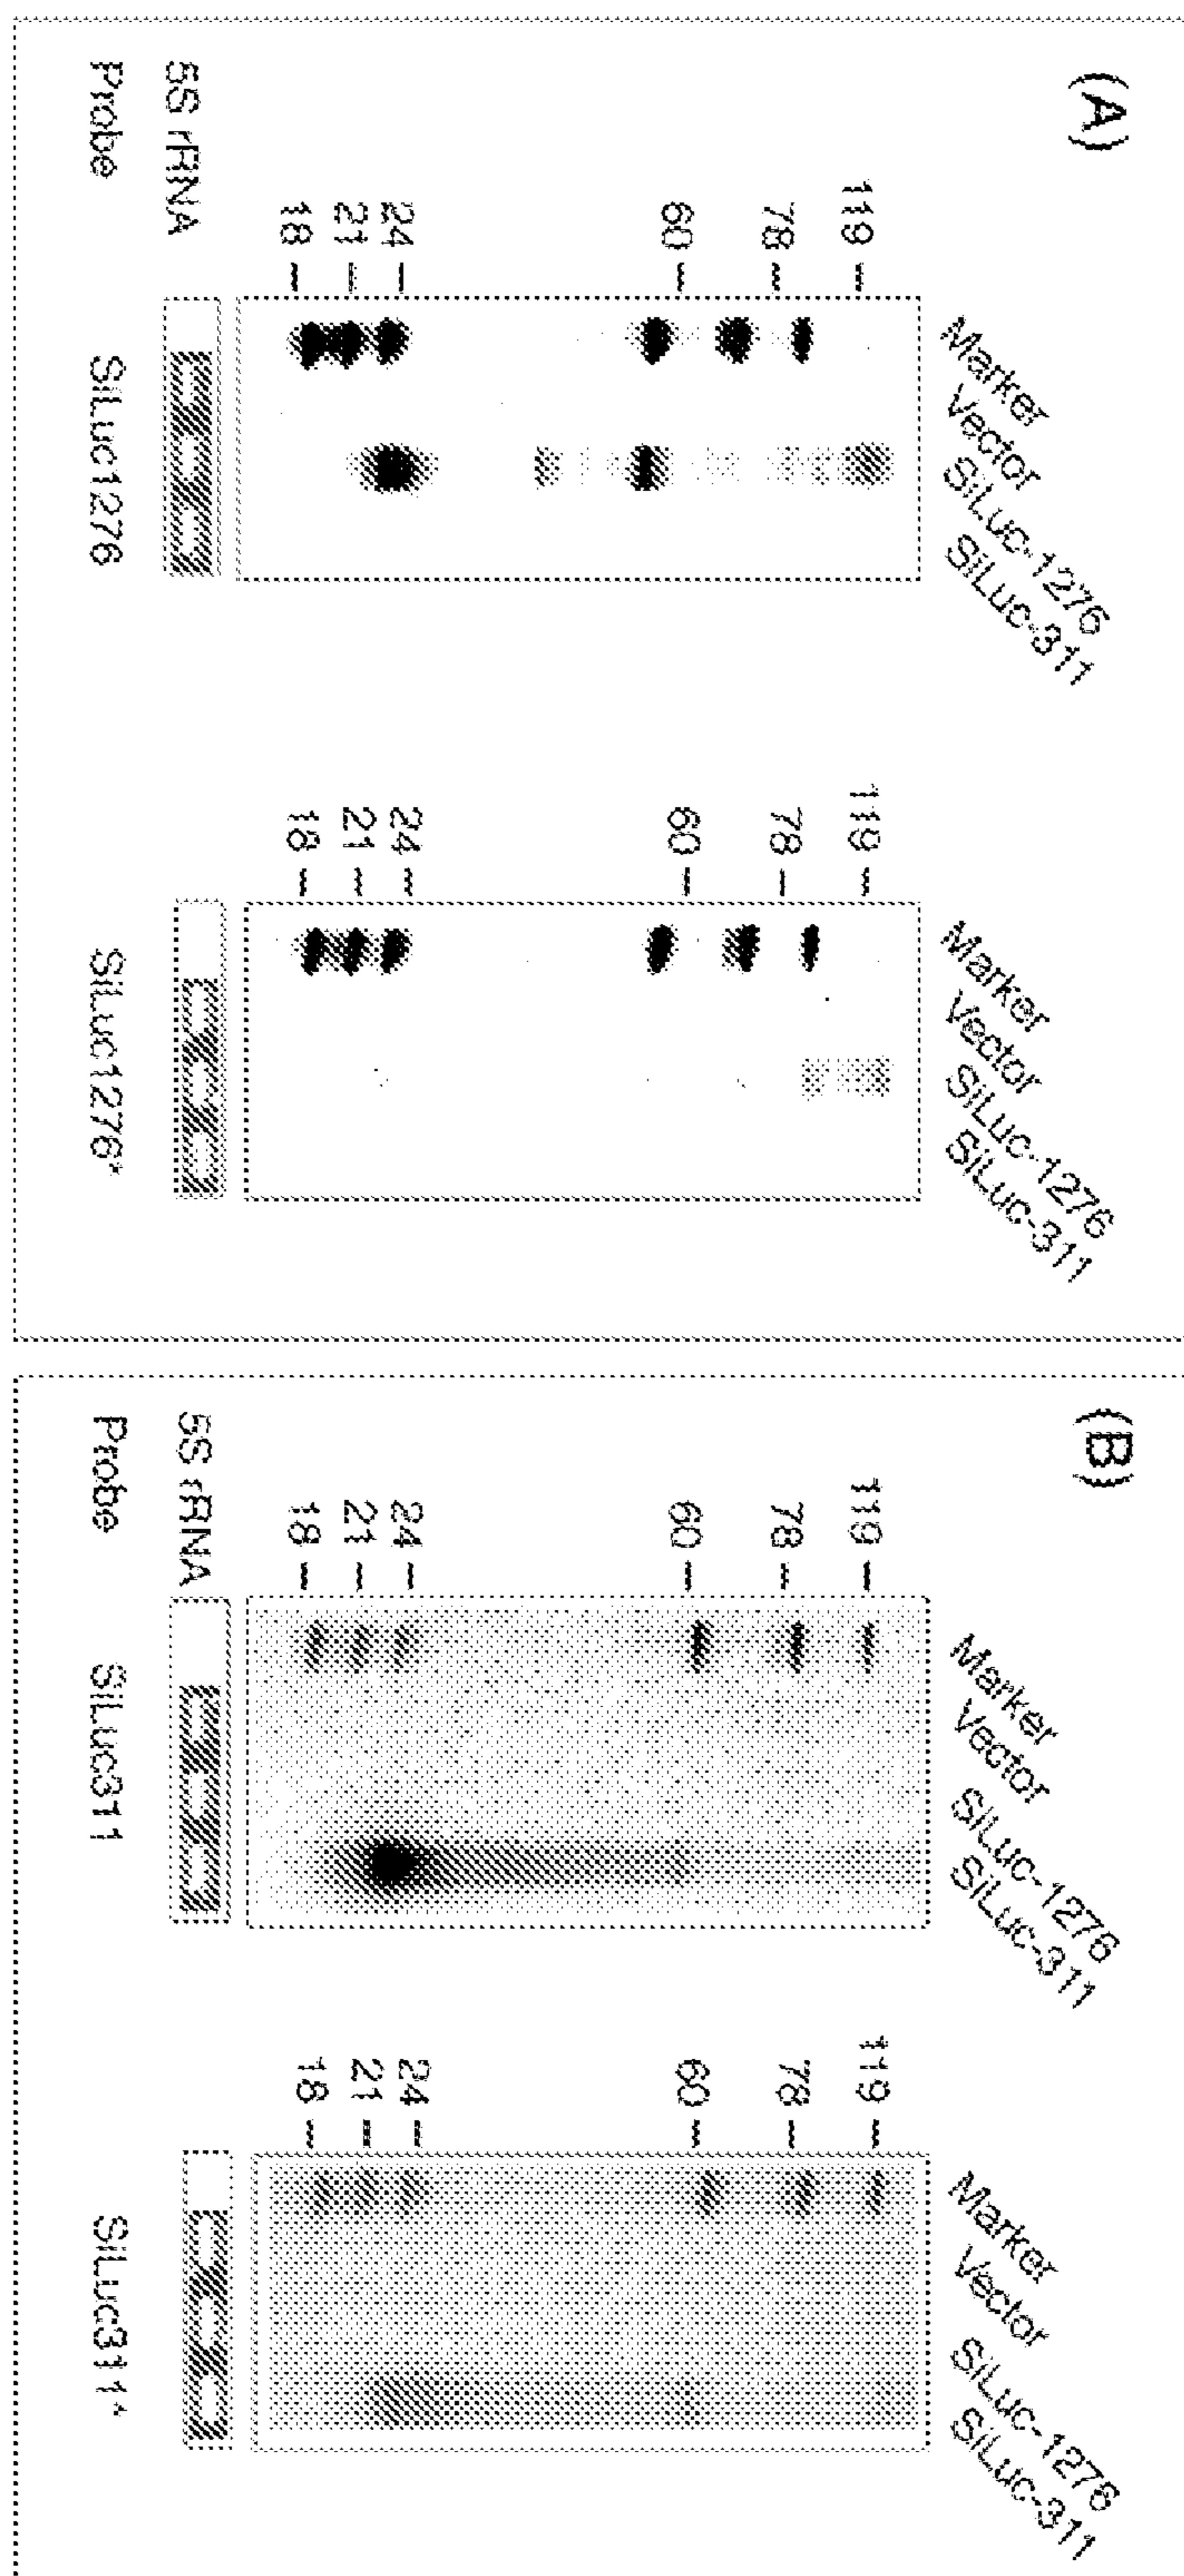 (A)
Marker
Vector
SiLuc-1276
SiLuc-311
119
78
60
24
21
18
5S rRNA
Probe
SiLuc1276
Marker
Vector
SiLuc-1276
SiLuc-311
119
78
60
24
21
18
SiLuc1276*
(B)
Marker
Vector
SiLuc-1276
SiLuc-311
119
78
60
24
21
18
5S rRNA
Probe
SiLuc311
Marker
Vector
SiLuc-1276
SiLuc-311
119
78
60
24
21
18
SiLuc311*